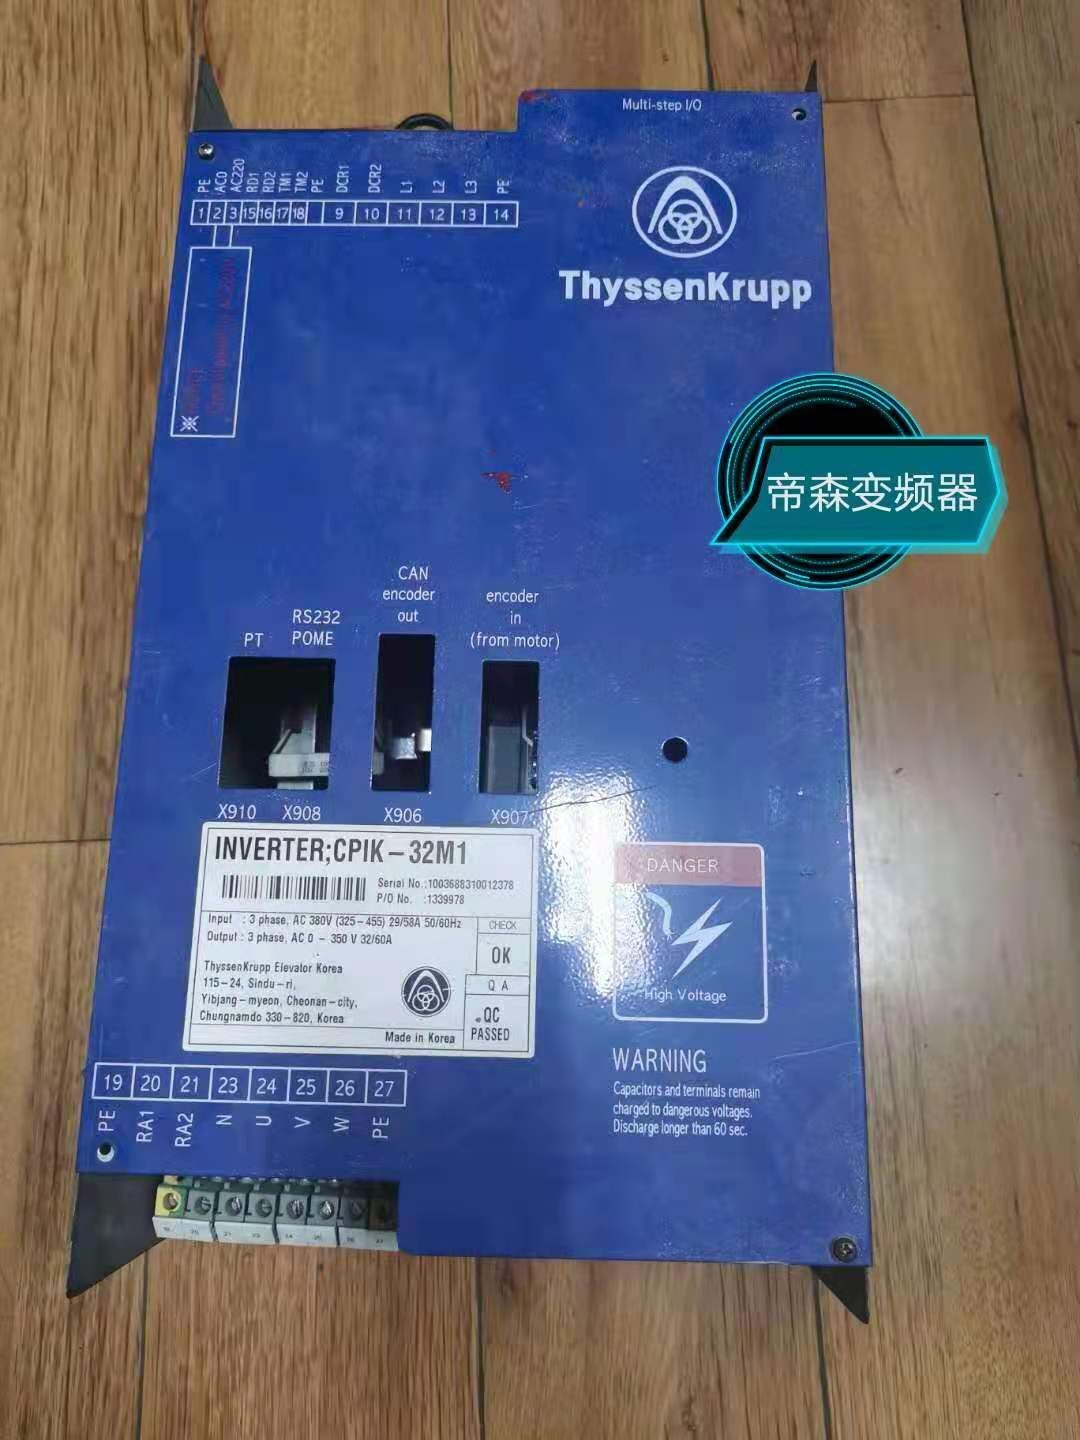 Multi-step I/O
PE AC0 AC220 RD1 RD2 TM1 TM2 PE DCR1 DCR2 L1 L2 L3 PE
1 2 3 15 16 17 18 9 10 11 12 13 14
ThyssenKrupp
※
帝森变频器
CAN
encoder
out
encoder
in
(from motor)
RS232
PT POME
X910 X908 X906 X907
INVERTER;CPIK-32M1
Serial No.:1003688310012378
P/O No. :1339978
Input : 3 phase, AC 380V (325-455) 29/58A 50/60Hz
Output : 3 phase, AC 0 - 350 V 32/60A
CHECK
OK
Q A
QC
PASSED
ThyssenKrupp Elevator Korea
115-24, Sindu-ri,
Yibjang-myeon, Cheonan-city,
Chungnamdo 330-820, Korea
Made in Korea
DANGER
High Voltage
WARNING
Capacitors and terminals remain
charged to dangerous voltages.
Discharge longer than 60 sec.
19 20 21 23 24 25 26 27
PE RA1 RA2 N U V W PE